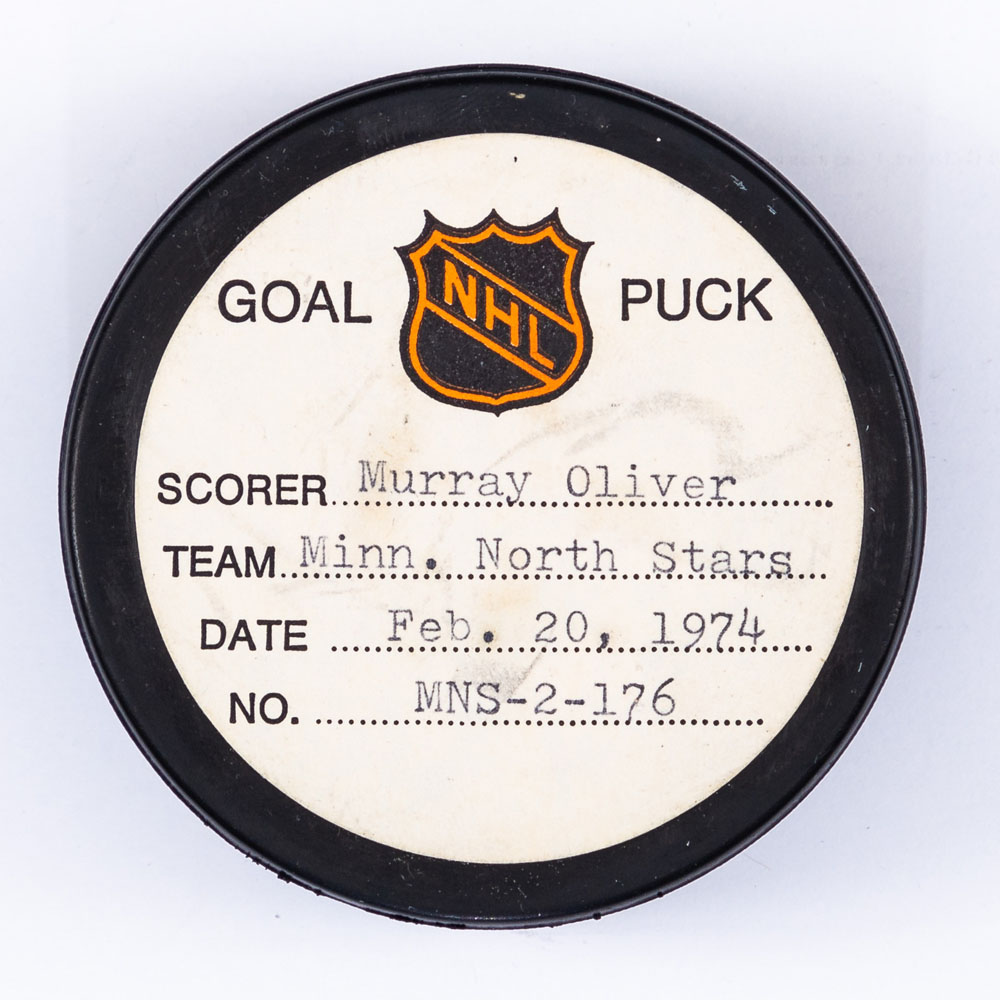 GOAL NHL PUCK
SCORER Murray Oliver
TEAM Minn. North Stars
DATE Feb. 20, 1974
NO. MNS-2-176